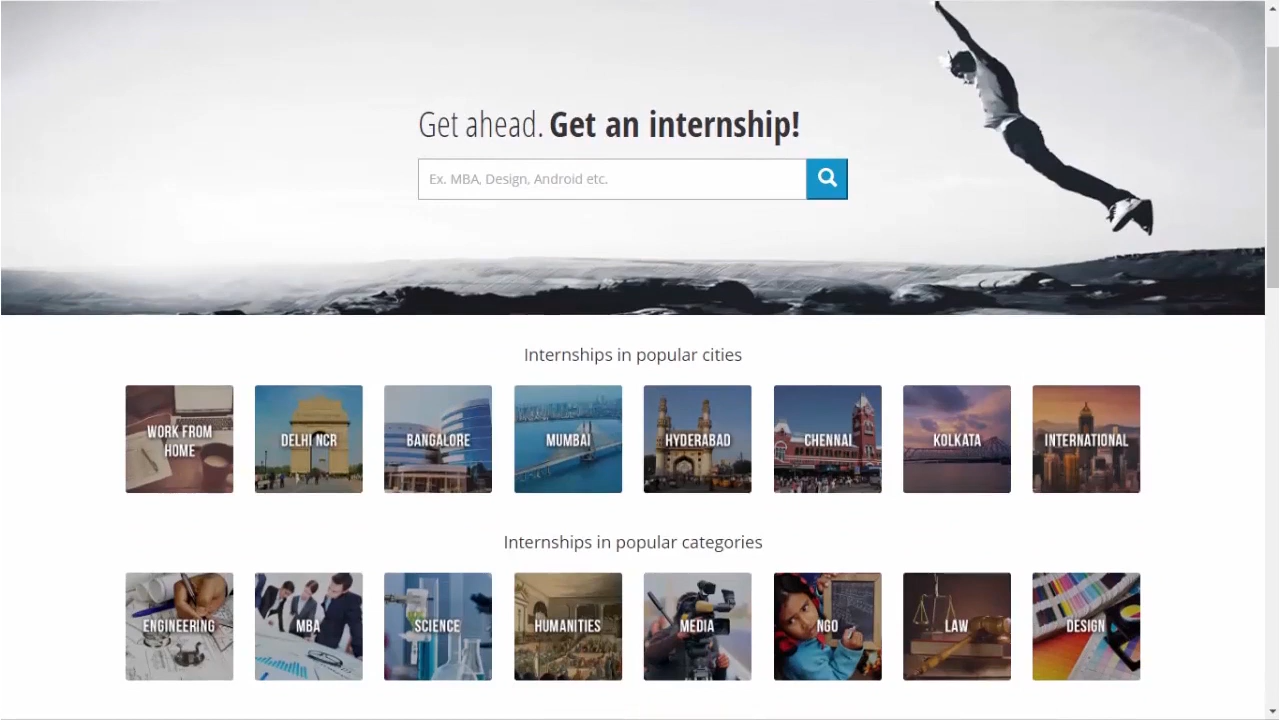 Get ahead. Get an internship!
Ex. MBA, Design, Android etc.
Internships in popular cities
WORK FROM
HOME
DELHI NCR
BANGALORE
MUMBAI
HYDERABAD
CHENNAI
KOLKATA
INTERNATIONAL
Internships in popular categories
ENGINEERING
MBA
SCIENCE
HUMANITIES
MEDIA
NGO
LAW
DESIGN